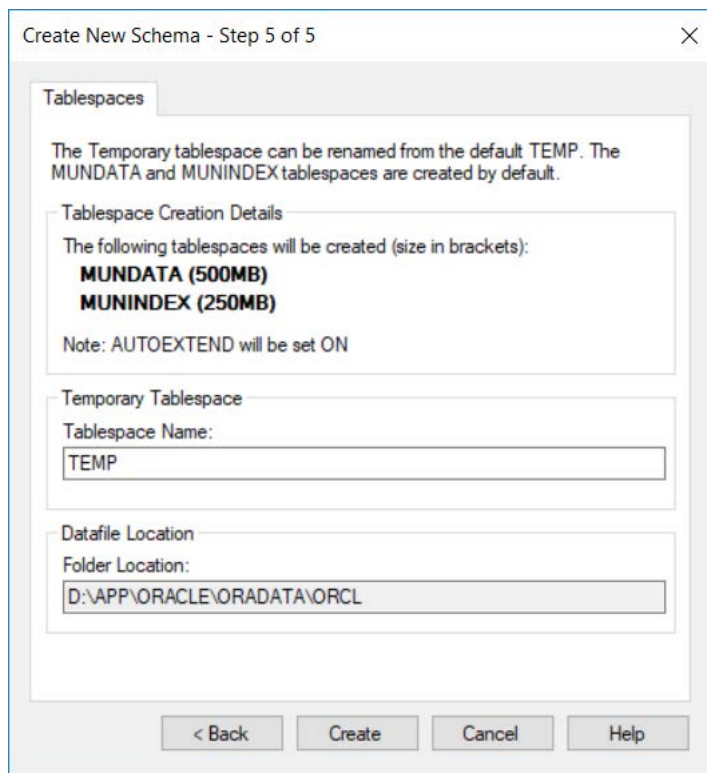 Create New Schema - Step 5 of 5
Tablespaces
The Temporary tablespace can be renamed from the default TEMP. The
MUNDATA and MUNINDEX tablespaces are created by default.
Tablespace Creation Details
The following tablespaces will be created (size in brackets):
MUNDATA (500MB)
MUNINDEX (250MB)
Note: AUTOEXTEND will be set ON
Temporary Tablespace
Tablespace Name:
TEMP
Datafile Location
Folder Location:
D:\APP\ORACLE\ORADATA\ORCL
< Back Create Cancel Help